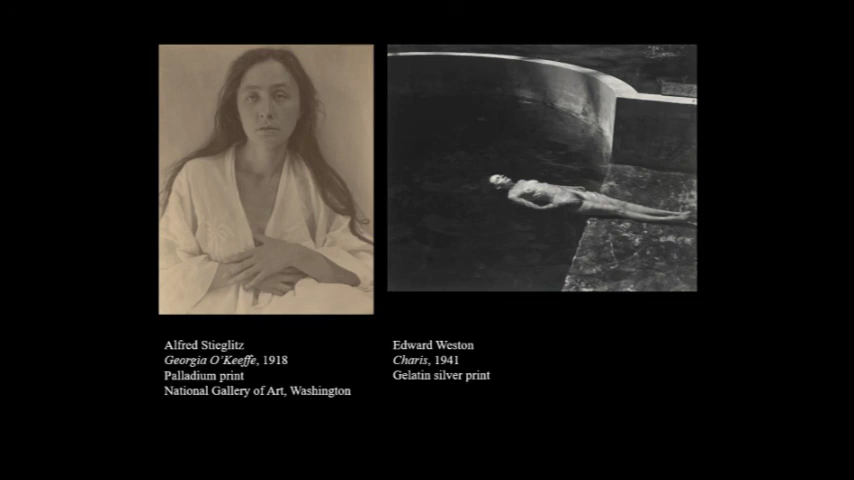 Alfred Stieglitz
Georgia O'Keeffe, 1918
Palladium print
National Gallery of Art, Washington
Edward Weston
Charis, 1941
Gelatin silver print